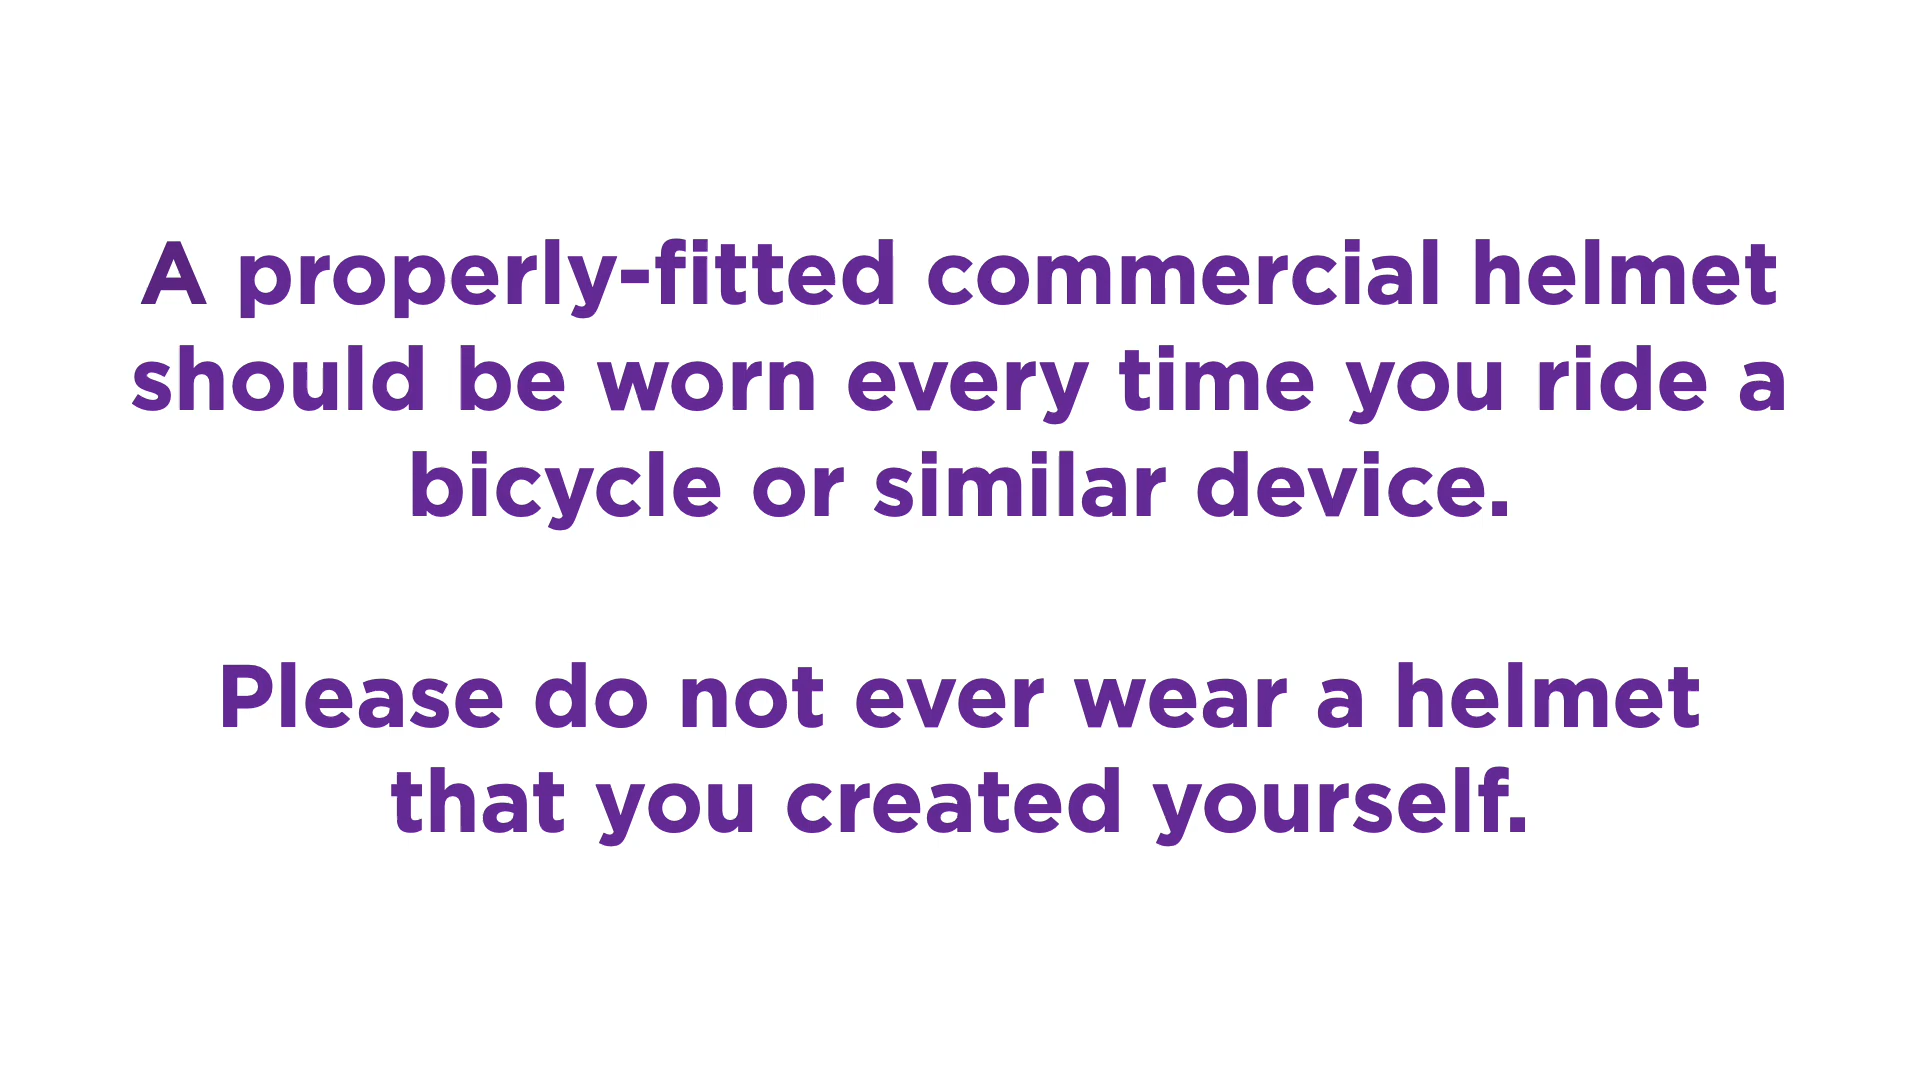 A properly-fitted commercial helmet
should be worn every time you ride a
bicycle or similar device.
Please do not ever wear a helmet
that you created yourself.